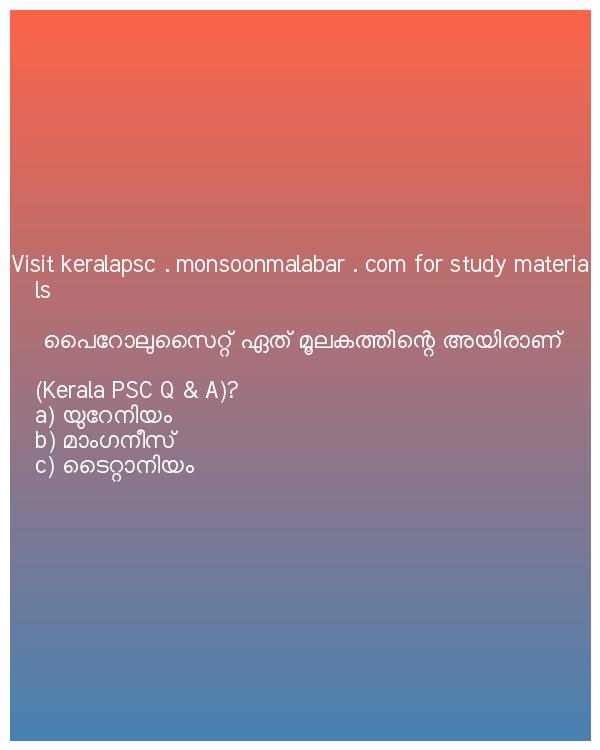 Visit keralapsc . monsoonmalabar . com for study materia
ls
പൈറോലുസൈറ്റ് ഏത് മൂലകത്തിന്റെ അയിരാണ്
(Kerala PSC Q & A)?
a) യുറേനിയം
b) മാംഗനീസ്
c) ടൈറ്റാനിയം